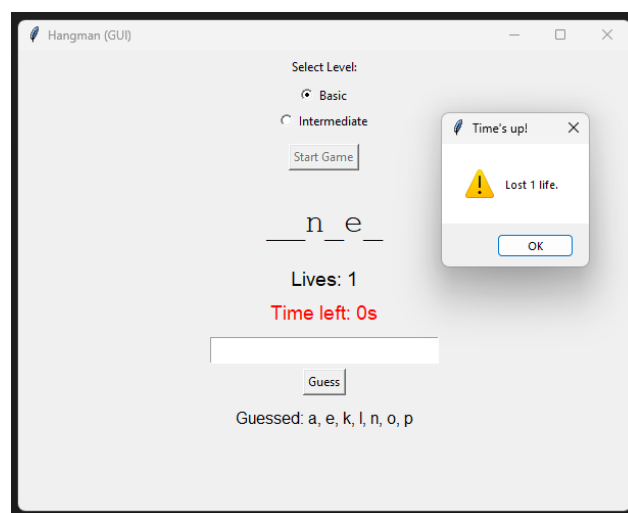 Hangman (GUI)
Select Level:
Basic
Intermediate
Start Game
Time's up!
Lost 1 life.
OK
__n_e_
Lives: 1
Time left: 0s
Guess
Guessed: a, e, k, l, n, o, p